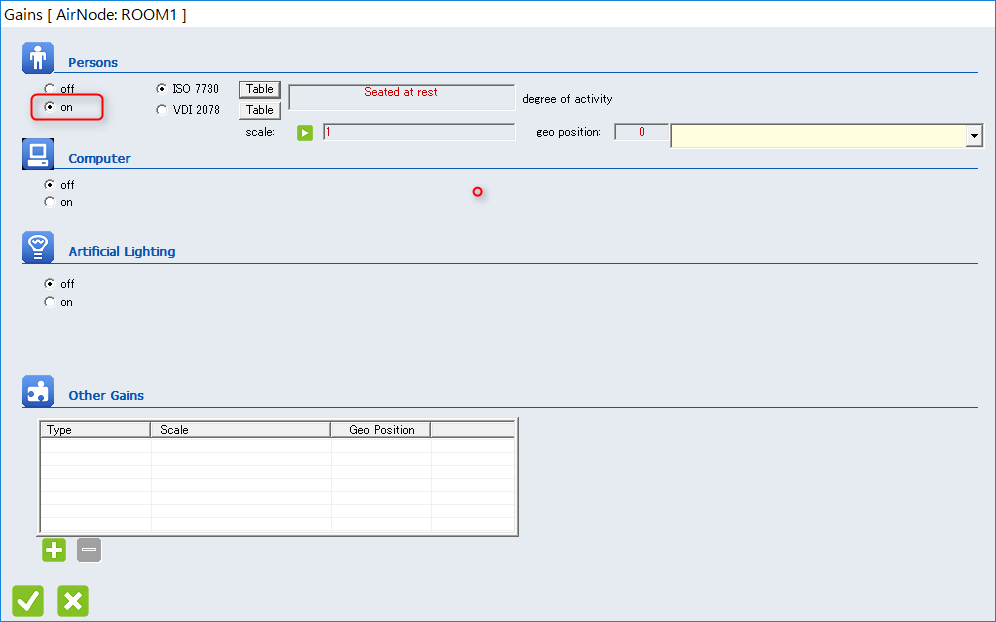 Gains [ AirNode: ROOM1 ]
Persons
off
on
ISO 7730
VDI 2078
Table
Table
Seated at rest
degree of activity
scale:
1
geo position:
0
Computer
off
on
Artificial Lighting
off
on
Other Gains
Type Scale Geo Position